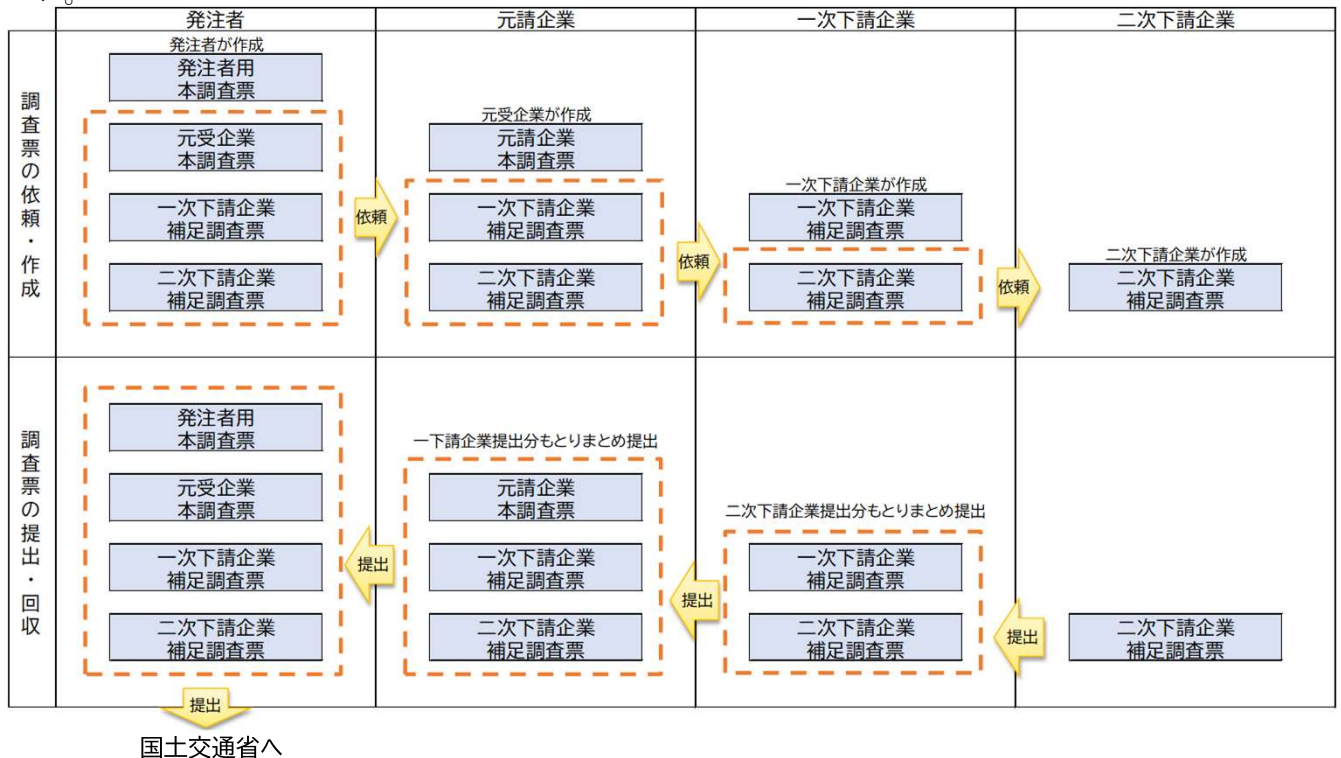 す。
発注者 元請企業 一次下請企業 二次下請企業
調査票の依頼・作成
発注者が作成
発注者用
本調査票
元受企業
本調査票
一次下請企業
補足調査票
二次下請企業
補足調査票
依頼
元受企業が作成
元請企業
本調査票
一次下請企業
補足調査票
二次下請企業
補足調査票
依頼
一次下請企業が作成
一次下請企業
補足調査票
二次下請企業
補足調査票
依頼
二次下請企業が作成
二次下請企業
補足調査票
調査票の提出・回収
発注者用
本調査票
元受企業
本調査票
一次下請企業
補足調査票
二次下請企業
補足調査票
提出
一下請企業提出分もとりまとめ提出
元請企業
本調査票
一次下請企業
補足調査票
二次下請企業
補足調査票
提出
二次下請企業提出分もとりまとめ提出
一次下請企業
補足調査票
二次下請企業
補足調査票
提出
二次下請企業
補足調査票
提出
国土交通省へ